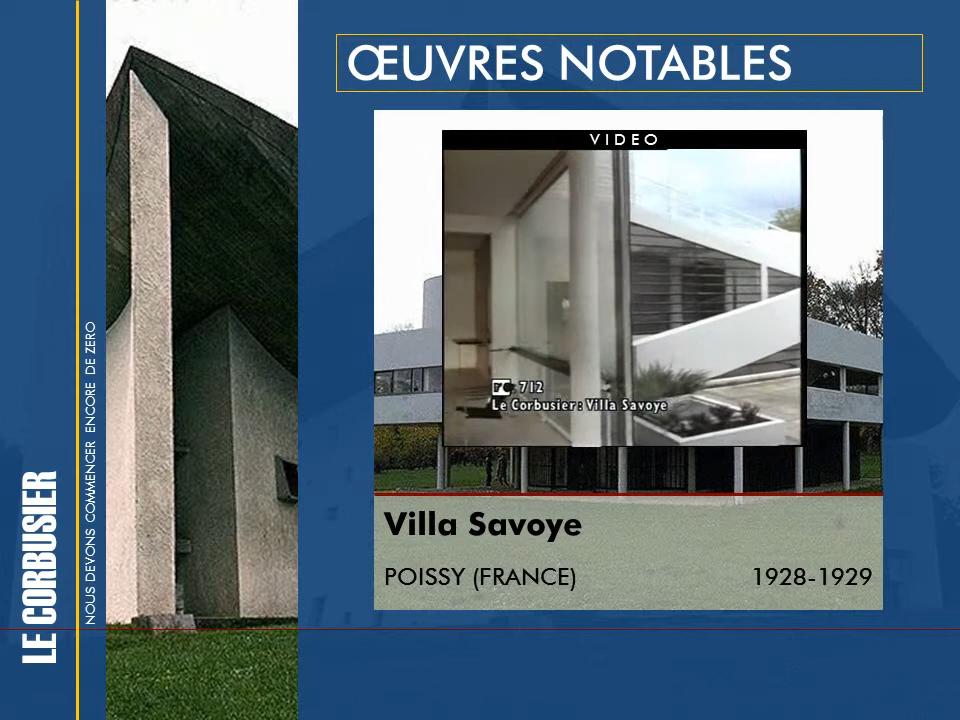 ŒUVRES NOTABLES
VIDEO
712
Le Corbusier: Villa Savoye
Villa Savoye
POISSY (FRANCE) 1928-1929
LE CORBUSIER
NOUS DEVONS COMMENCER ENCORE DE ZERO